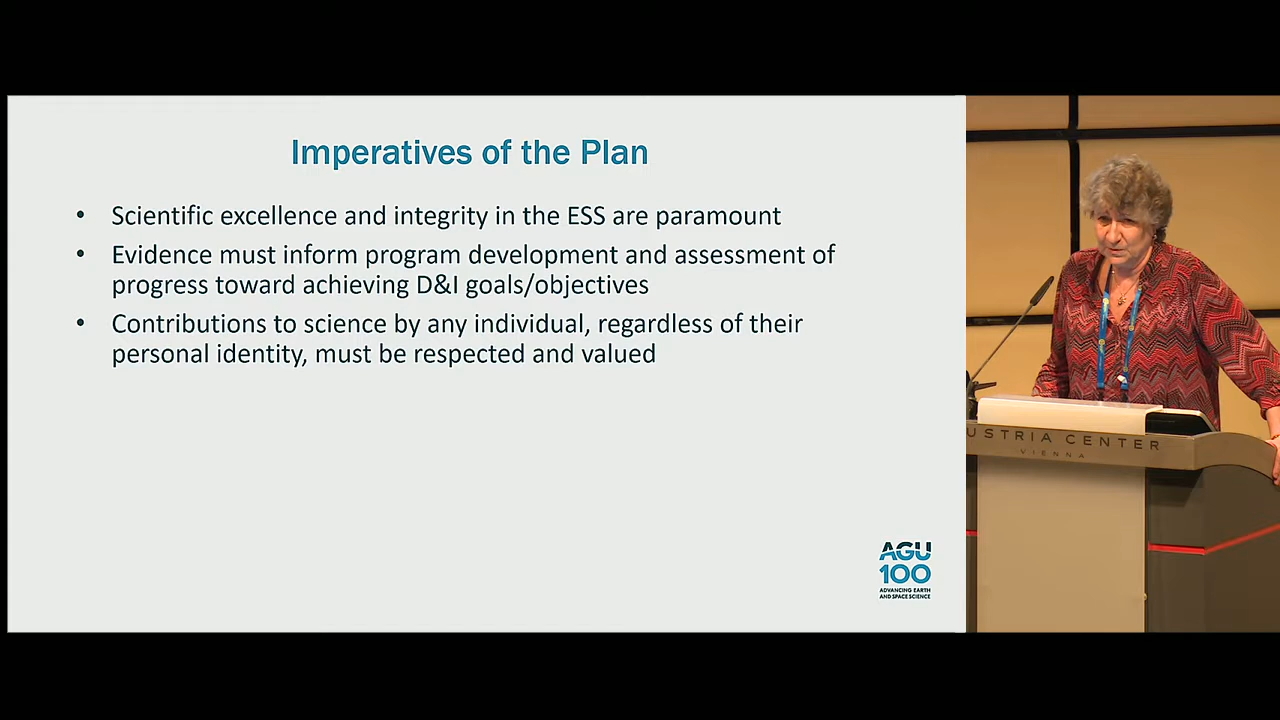 Imperatives of the Plan
• Scientific excellence and integrity in the ESS are paramount
• Evidence must inform program development and assessment of
progress toward achieving D&I goals/objectives
• Contributions to science by any individual, regardless of their
personal identity, must be respected and valued
AGU
100
ADVANCING EARTH
AND SPACE SCIENCE
USTRIA CENTER
VIENNA